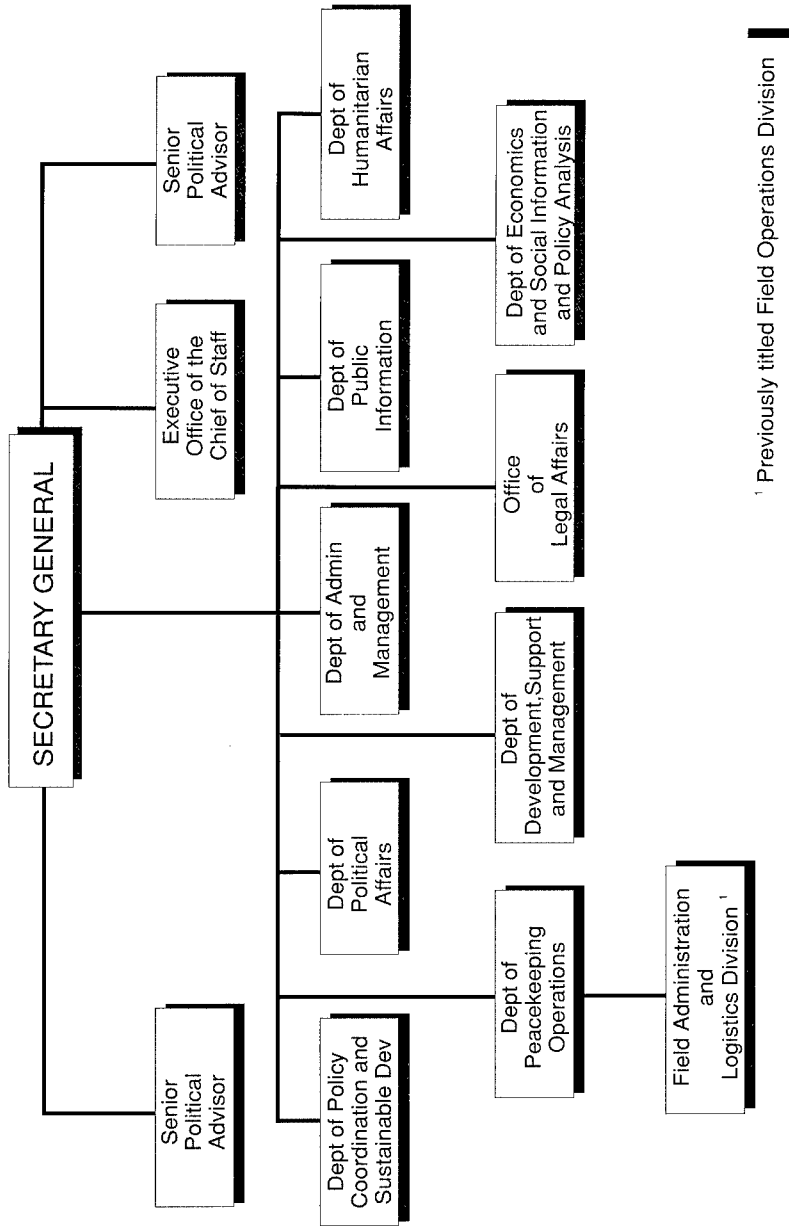 SECRETARY GENERAL
Senior
Political
Advisor
Executive
Office of the
Chief of Staff
Senior
Political
Advisor
Dept of Policy
Coordination and
Sustainable Dev
Dept of
Political
Affairs
Dept of Admin
and
Management
Dept of
Public
Information
Dept of
Humanitarian
Affairs
Dept of
Peacekeeping
Operations
Dept of
Development,Support
and Management
Office
of
Legal Affairs
Dept of Economics
and Social Information
and Policy Analysis
Field Administration
and
Logistics Division ¹
¹ Previously titled Field Operations Division